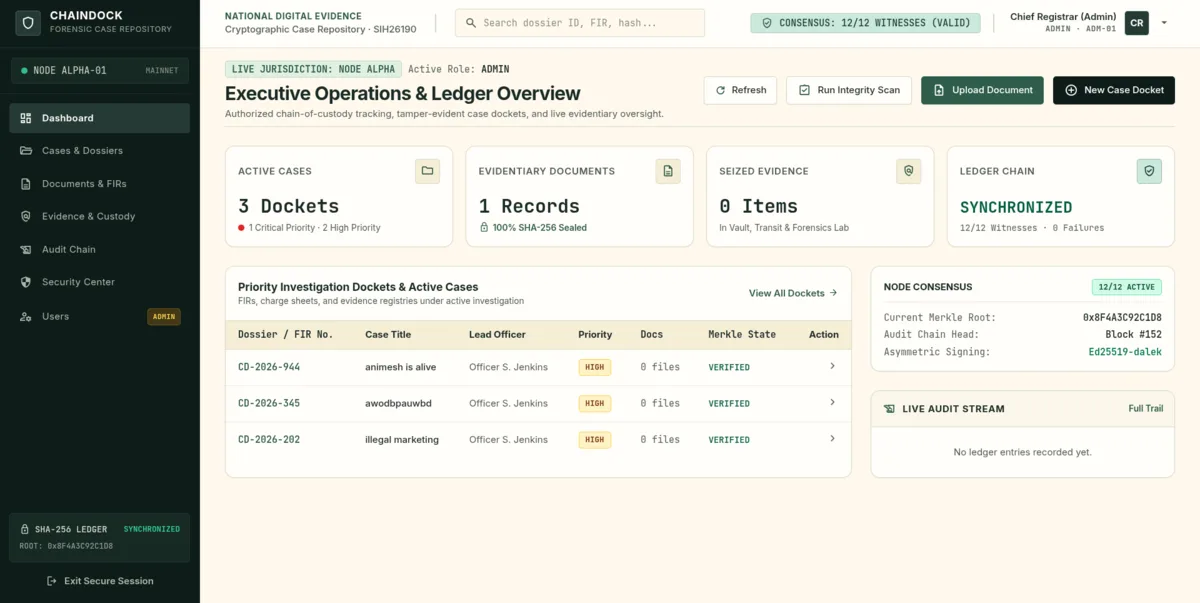 CHAINDOCK
FORENSIC CASE REPOSITORY
NODE ALPHA-01 MAINNET
Dashboard
Cases & Dossiers
Documents & FIRs
Evidence & Custody
Audit Chain
Security Center
Users ADMIN
SHA-256 LEDGER SYNCHRONIZED
ROOT: 0x8F4A3C92C1D8
Exit Secure Session
NATIONAL DIGITAL EVIDENCE
Cryptographic Case Repository · SIH26190
Search dossier ID, FIR, hash...
CONSENSUS: 12/12 WITNESSES (VALID)
Chief Registrar (Admin)
ADMIN · ADM-01
CR
LIVE JURISDICTION: NODE ALPHA Active Role: ADMIN
Executive Operations & Ledger Overview
Authorized chain-of-custody tracking, tamper-evident case dockets, and live evidentiary oversight.
Refresh
Run Integrity Scan
Upload Document
New Case Docket
ACTIVE CASES
3 Dockets
1 Critical Priority · 2 High Priority
EVIDENTIARY DOCUMENTS
1 Records
100% SHA-256 Sealed
SEIZED EVIDENCE
0 Items
In Vault, Transit & Forensics Lab
LEDGER CHAIN
SYNCHRONIZED
12/12 Witnesses · 0 Failures
Priority Investigation Dockets & Active Cases
FIRs, charge sheets, and evidence registries under active investigation
View All Dockets →
Dossier / FIR No. Case Title Lead Officer Priority Docs Merkle State Action
CD-2026-944 animesh is alive Officer S. Jenkins HIGH 0 files VERIFIED
CD-2026-345 awodbpauwbd Officer S. Jenkins HIGH 0 files VERIFIED
CD-2026-202 illegal marketing Officer S. Jenkins HIGH 0 files VERIFIED
NODE CONSENSUS 12/12 ACTIVE
Current Merkle Root: 0x8F4A3C92C1D8
Audit Chain Head: Block #152
Asymmetric Signing: Ed25519-dalek
LIVE AUDIT STREAM Full Trail
No ledger entries recorded yet.